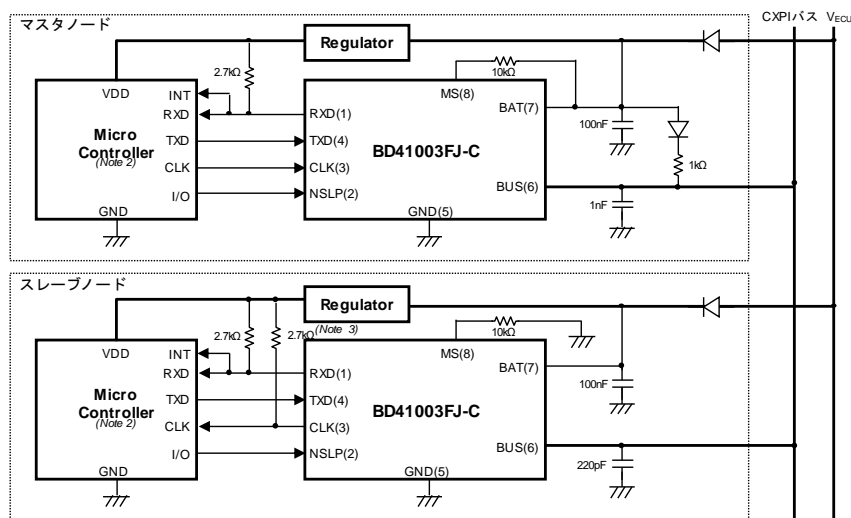 マスタノード
CXPIバス VECU
Regulator
2.7kΩ
10kΩ
VDD
INT
RXD
TXD
CLK
I/O
GND
Micro
Controller
(Note 2)
MS(8)
RXD(1)
TXD(4)
CLK(3)
NSLP(2)
BAT(7)
BUS(6)
GND(5)
BD41003FJ-C
100nF
1kΩ
1nF
スレーブノード
Regulator
(Note 3)
2.7kΩ
2.7kΩ
10kΩ
VDD
INT
RXD
TXD
CLK
I/O
GND
Micro
Controller
(Note 2)
MS(8)
RXD(1)
TXD(4)
CLK(3)
NSLP(2)
BAT(7)
BUS(6)
GND(5)
BD41003FJ-C
100nF
220pF